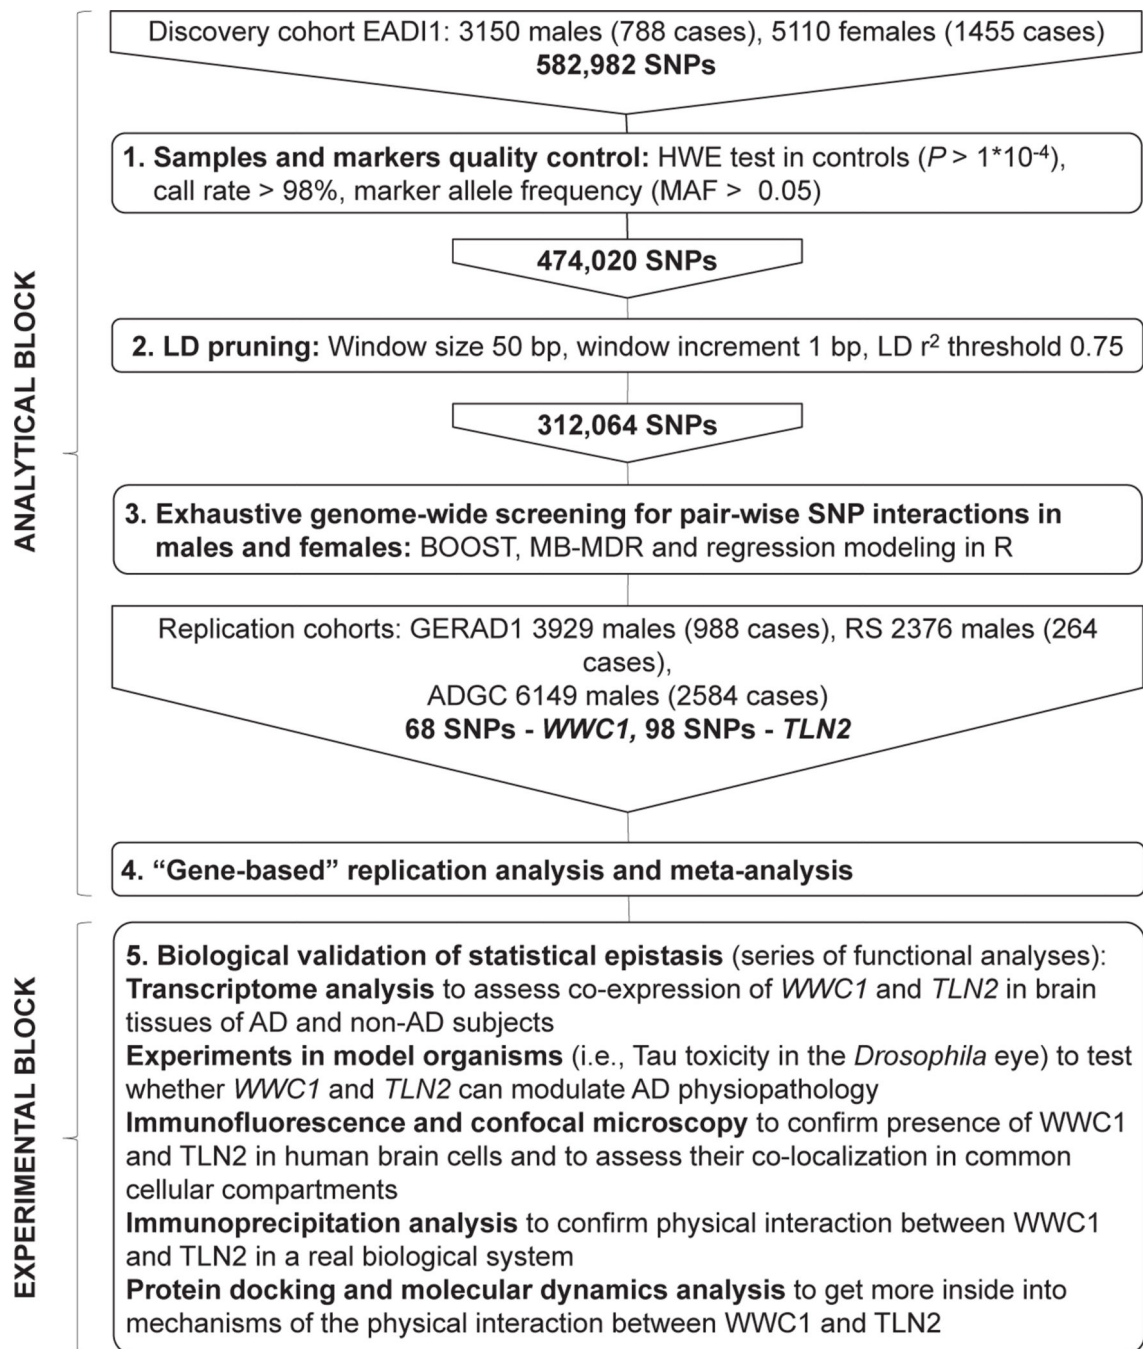 Discovery cohort EADI1: 3150 males (788 cases), 5110 females (1455 cases)
582,982 SNPs
1. Samples and markers quality control: HWE test in controls (P > 1*10-4),
call rate > 98%, marker allele frequency (MAF > 0.05)
474,020 SNPs
2. LD pruning: Window size 50 bp, window increment 1 bp, LD r2 threshold 0.75
312,064 SNPs
3. Exhaustive genome-wide screening for pair-wise SNP interactions in
males and females: BOOST, MB-MDR and regression modeling in R
Replication cohorts: GERAD1 3929 males (988 cases), RS 2376 males (264
cases),
ADGC 6149 males (2584 cases)
68 SNPs - WWC1, 98 SNPs - TLN2
4. “Gene-based” replication analysis and meta-analysis
ANALYTICAL BLOCK
5. Biological validation of statistical epistasis (series of functional analyses):
Transcriptome analysis to assess co-expression of WWC1 and TLN2 in brain
tissues of AD and non-AD subjects
Experiments in model organisms (i.e., Tau toxicity in the Drosophila eye) to test
whether WWC1 and TLN2 can modulate AD physiopathology
Immunofluorescence and confocal microscopy to confirm presence of WWC1
and TLN2 in human brain cells and to assess their co-localization in common
cellular compartments
Immunoprecipitation analysis to confirm physical interaction between WWC1
and TLN2 in a real biological system
Protein docking and molecular dynamics analysis to get more inside into
mechanisms of the physical interaction between WWC1 and TLN2
EXPERIMENTAL BLOCK